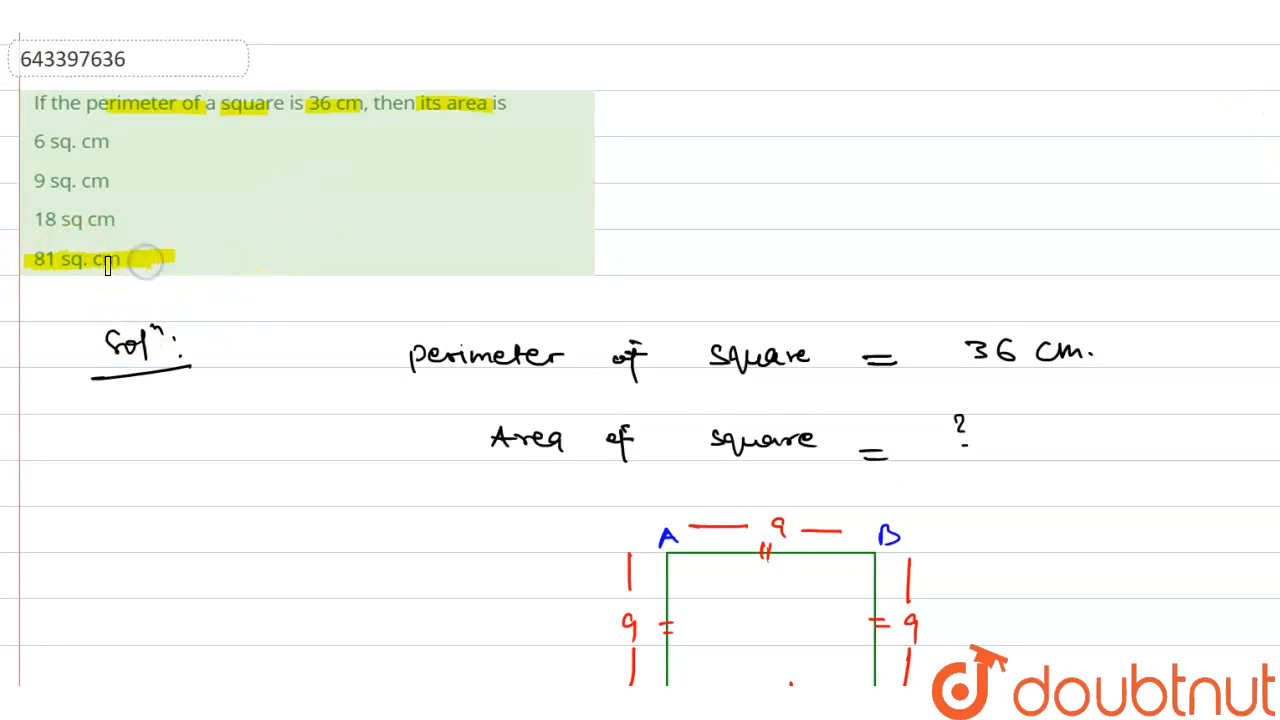 643397636
If the perimeter of a square is 36 cm, then its area is
6 sq. cm
9 sq. cm
18 sq cm
81 sq. cm
Solⁿ: perimeter of square = 36 cm.
Area of square = ?
A 9 B
9 9
doubtnut